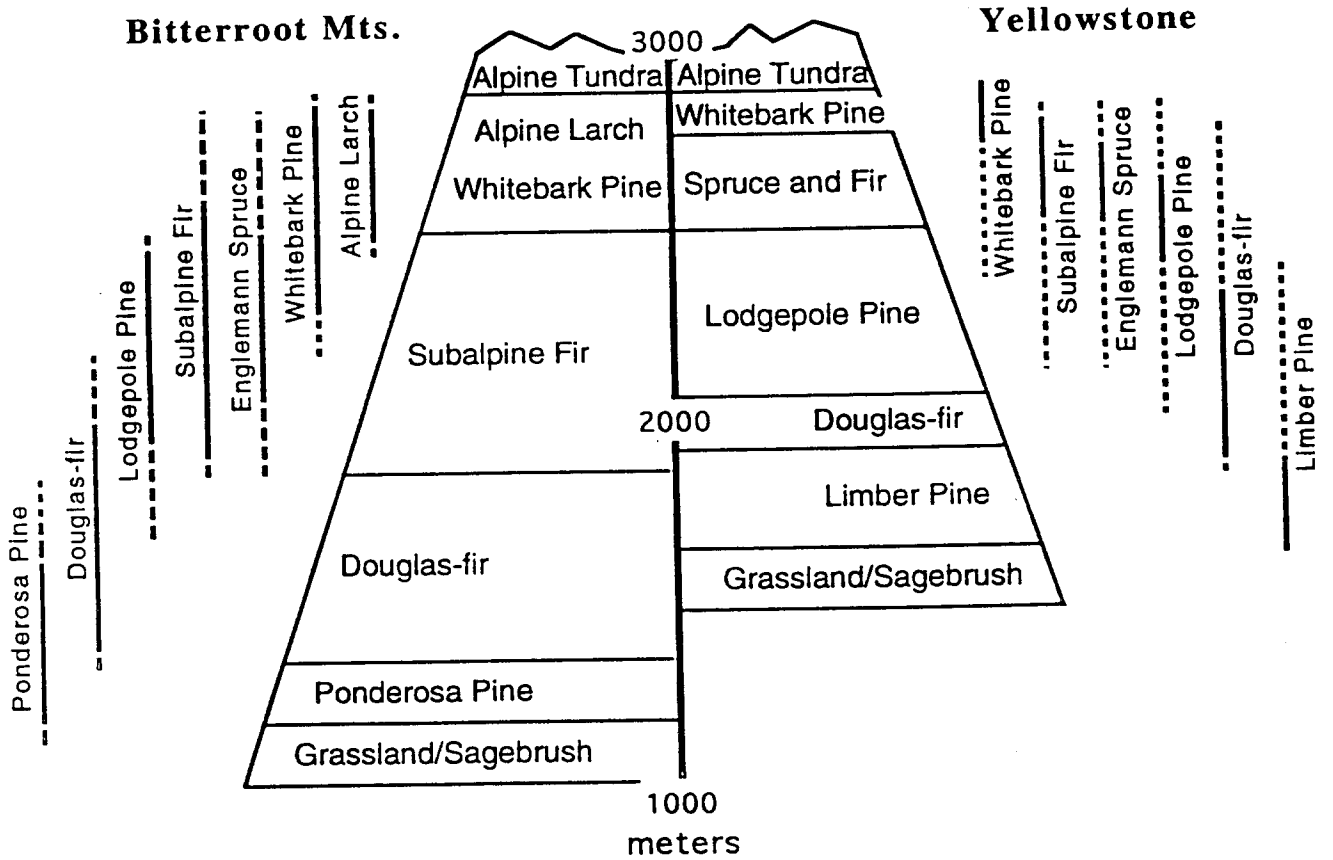 Bitterroot Mts.
Yellowstone
3000
Alpine Tundra
Alpine Tundra
Alpine Larch
Whitebark Pine
Whitebark Pine
Spruce and Fir
Subalpine Fir
Lodgepole Pine
2000
Douglas-fir
Limber Pine
Douglas-fir
Grassland/Sagebrush
Ponderosa Pine
Grassland/Sagebrush
1000
meters
Ponderosa Pine
Douglas-fir
Lodgepole Pine
Subalpine Fir
Englemann Spruce
Whitebark Pine
Alpine Larch
Whitebark Pine
Subalpine Fir
Englemann Spruce
Lodgepole Pine
Douglas-fir
Limber Pine